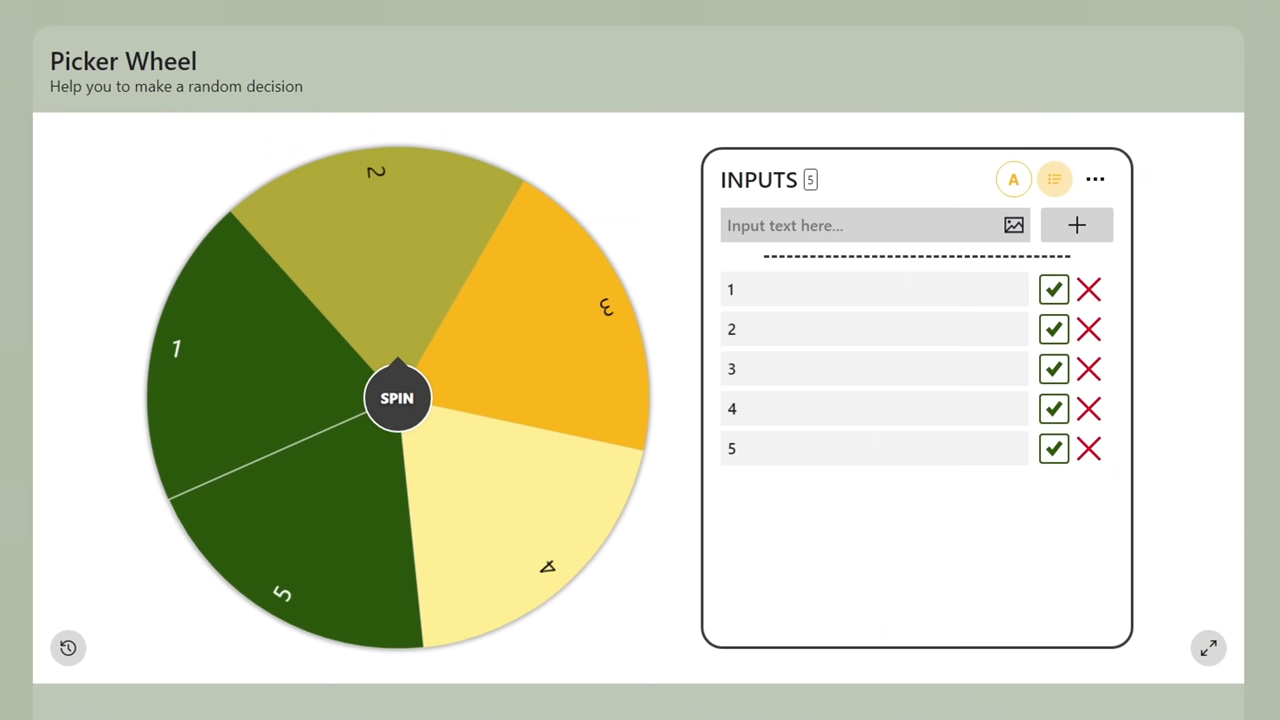 Picker Wheel
Help you to make a random decision
2
3
1
SPIN
4
5
INPUTS 5
A
Input text here...
1
2
3
4
5